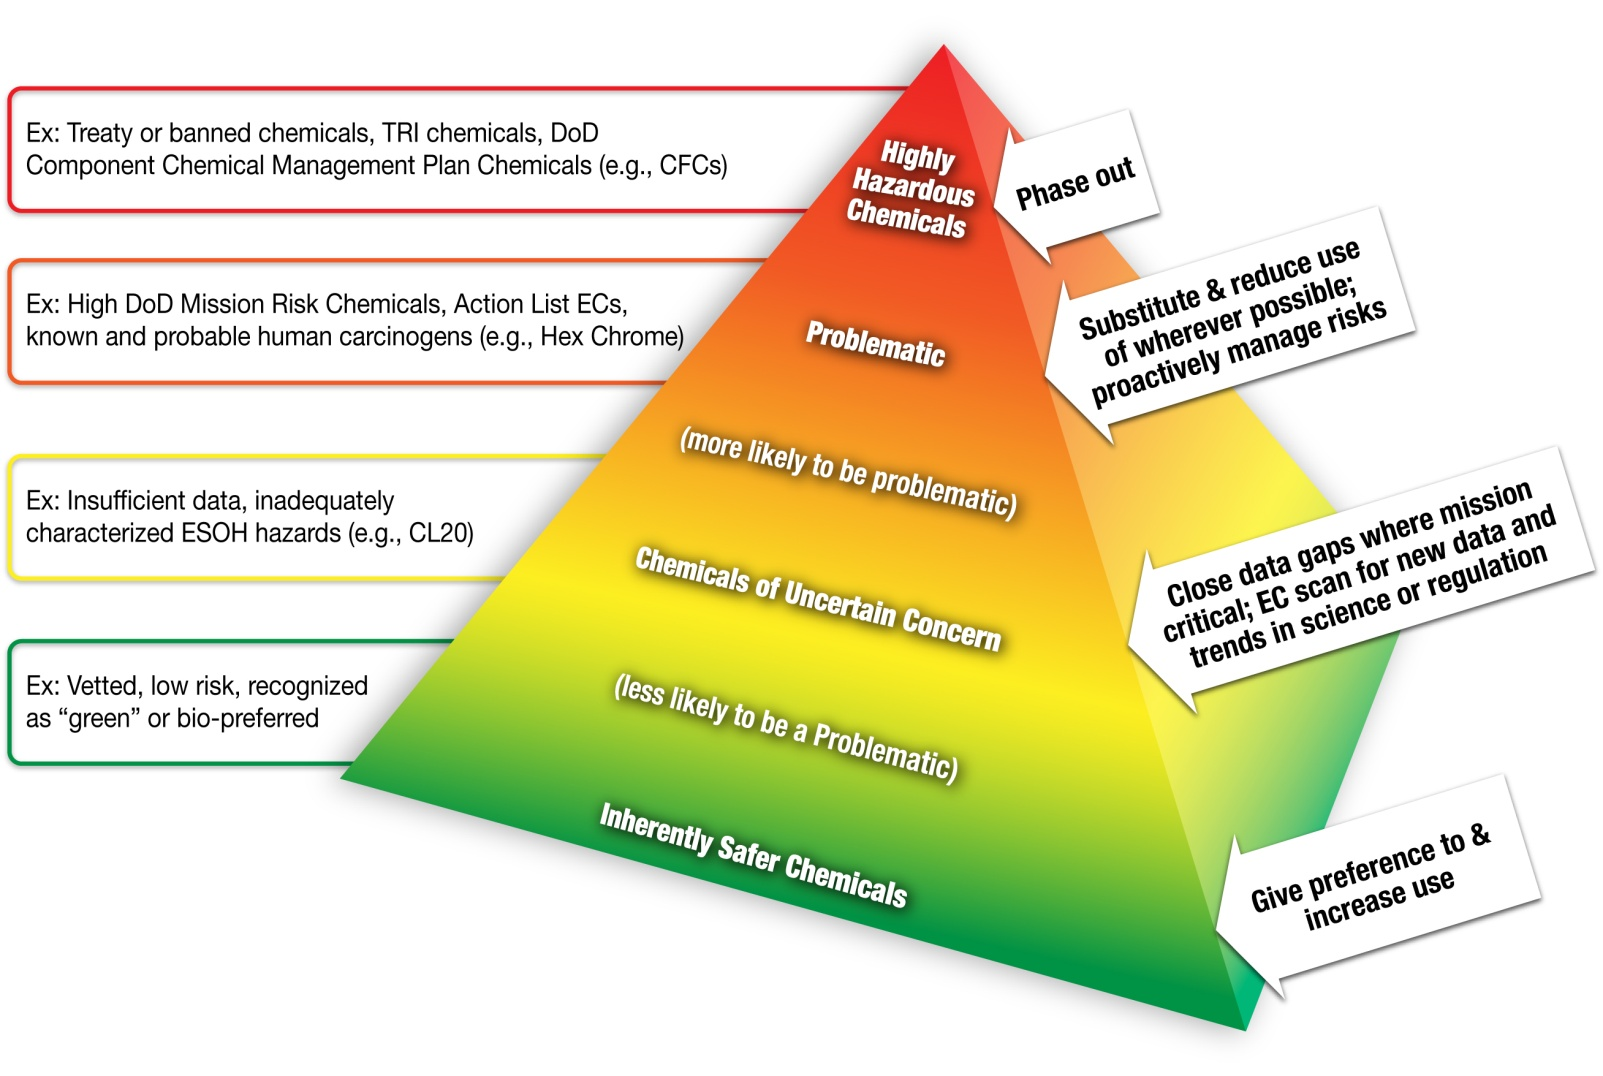 Ex: Treaty or banned chemicals, TRI chemicals, DoD
Component Chemical Management Plan Chemicals (e.g., CFCs)
Highly
Hazardous
Chemicals
Phase out
Ex: High DoD Mission Risk Chemicals, Action List ECs,
known and probable human carcinogens (e.g., Hex Chrome)
Problematic
Substitute & reduce use
of wherever possible;
proactively manage risks
(more likely to be problematic)
Ex: Insufficient data, inadequately
characterized ESOH hazards (e.g., CL20)
Chemicals of Uncertain Concern
Close data gaps where mission
critical; EC scan for new data and
trends in science or regulation
(less likely to be a Problematic)
Ex: Vetted, low risk, recognized
as “green” or bio-preferred
Inherently Safer Chemicals
Give preference to &
increase use